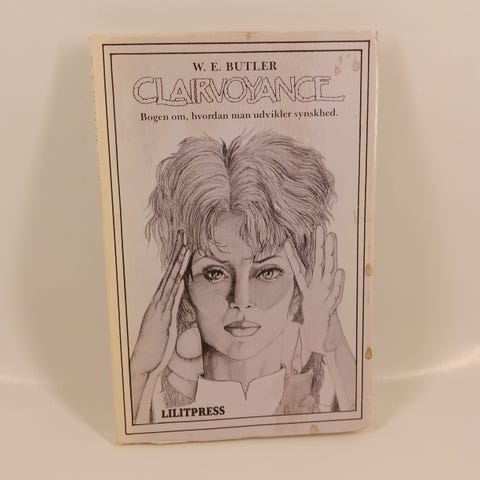 W. E. BUTLER
CLAIRVOYANCE
Bogen om, hvordan man udvikler synskhed.
LILITPRESS